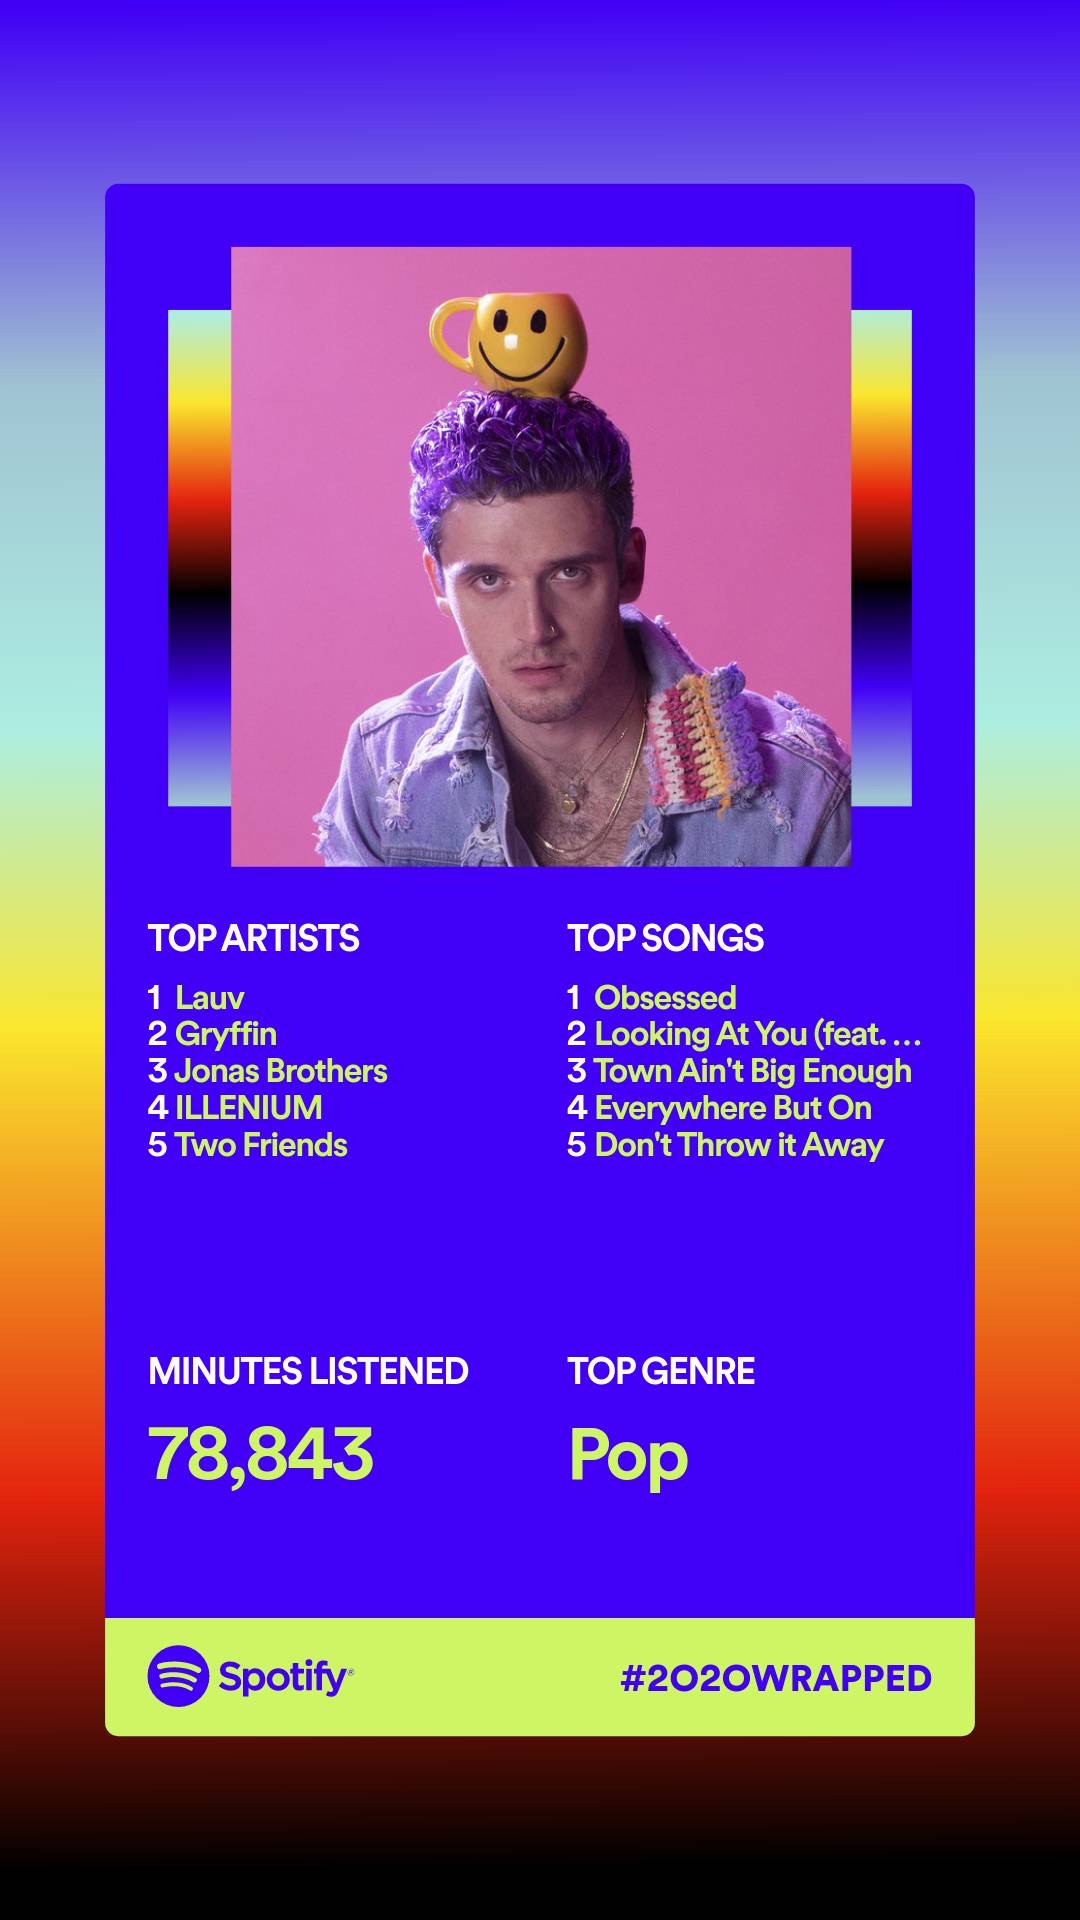 TOP ARTISTS
1 Lauv
2 Gryffin
3 Jonas Brothers
4 ILLENIUM
5 Two Friends
TOP SONGS
1 Obsessed
2 Looking At You (feat. ...
3 Town Ain't Big Enough
4 Everywhere But On
5 Don't Throw it Away
MINUTES LISTENED
78,843
TOP GENRE
Pop
Spotify®
#2020WRAPPED